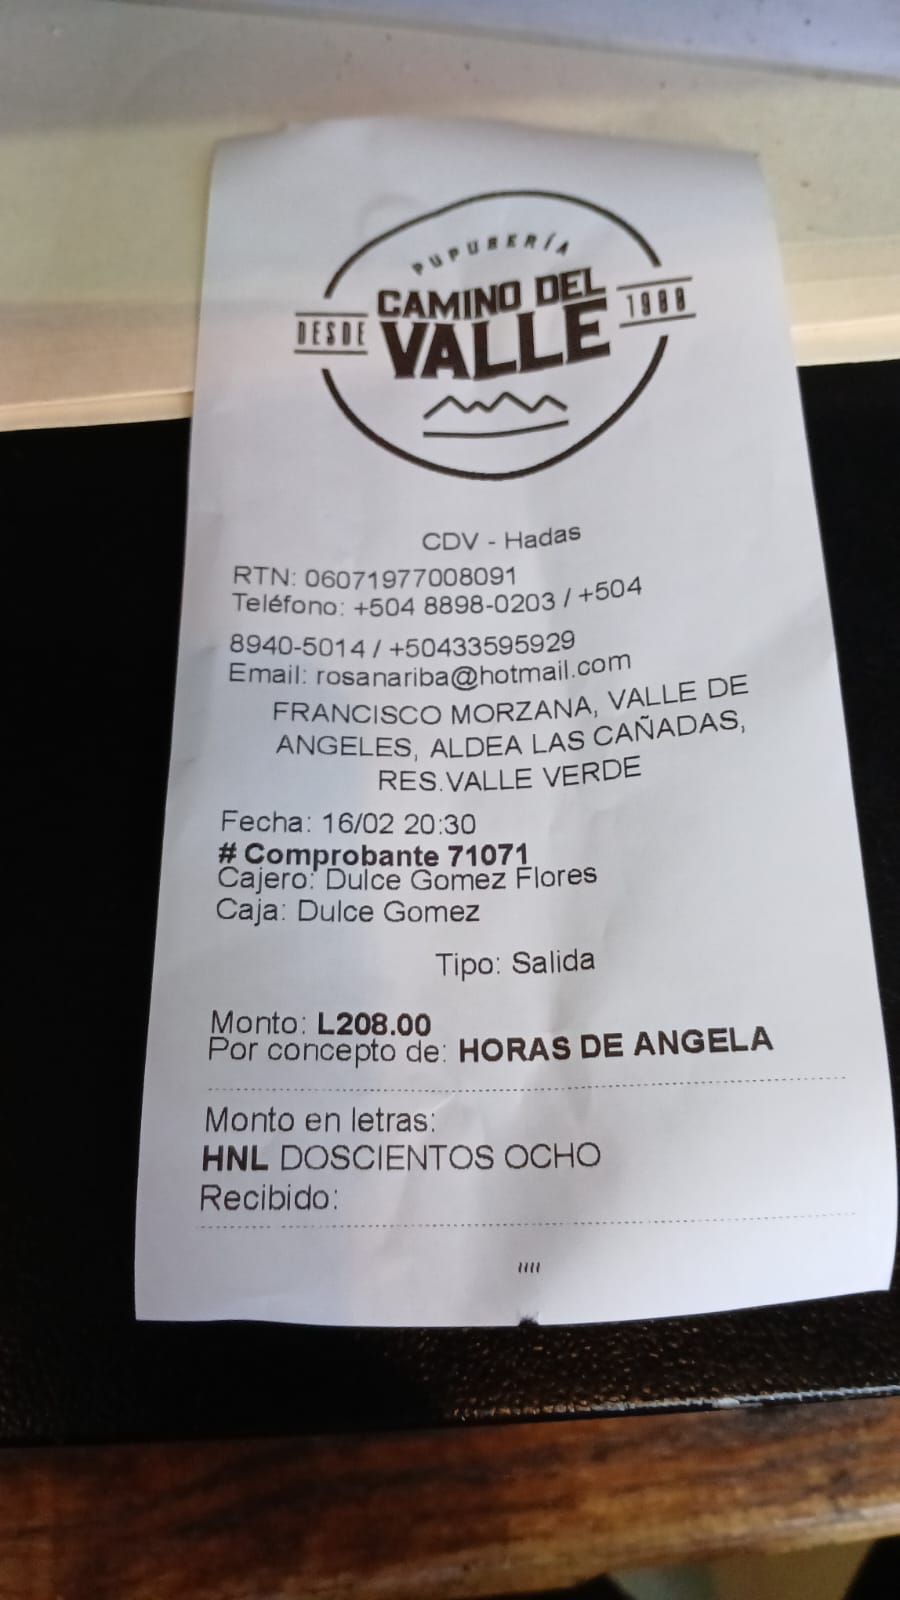 PUPUSERÍA
CAMINO DEL
DESDE VALLE 1988
CDV - Hadas
RTN: 06071977008091
Teléfono: +504 8898-0203 / +504
8940-5014 / +50433595929
Email: rosanariba@hotmail.com
FRANCISCO MORZANA, VALLE DE
ANGELES, ALDEA LAS CAÑADAS,
RES.VALLE VERDE
Fecha: 16/02 20:30
# Comprobante 71071
Cajero: Dulce Gomez Flores
Caja: Dulce Gomez
Tipo: Salida
Monto: L208.00
Por concepto de: HORAS DE ANGELA
Monto en letras:
HNL DOSCIENTOS OCHO
Recibido: